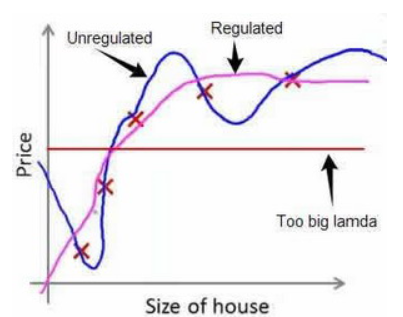 Unregulated
Regulated
Price
Too big lamda
Size of house